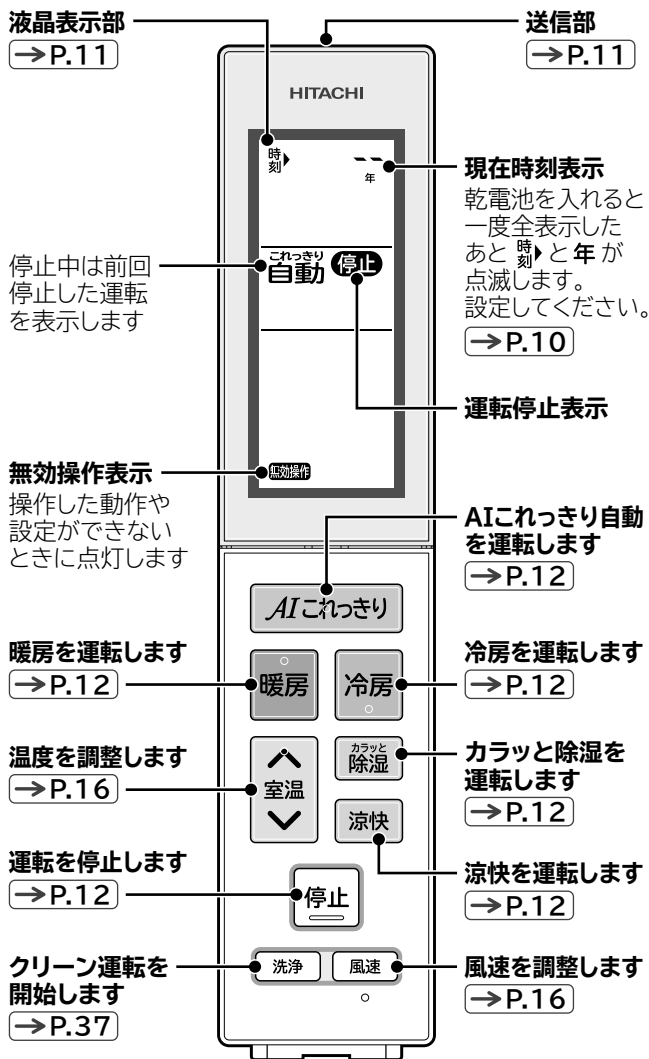 液晶表示部
→P.11
送信部
→P.11
HITACHI
時刻
--
年
現在時刻表示
乾電池を入れると
一度全表示した
あと 時刻 と 年 が
点滅します。
設定してください。
→P.10
停止中は前回
停止した運転
を表示します
これっきり
自動 停止
運転停止表示
無効操作表示
操作した動作や
設定ができない
ときに点灯します
無効操作
AIこれっきり自動
を運転します
→P.12
AIこれっきり
暖房を運転します
→P.12
暖房
冷房
冷房を運転します
→P.12
温度を調整します
→P.16
室温
カラッと
除湿
カラッと除湿を
運転します
→P.12
涼快
涼快を運転します
→P.12
運転を停止します
→P.12
停止
クリーン運転を
開始します
→P.37
洗浄
風速
風速を調整します
→P.16